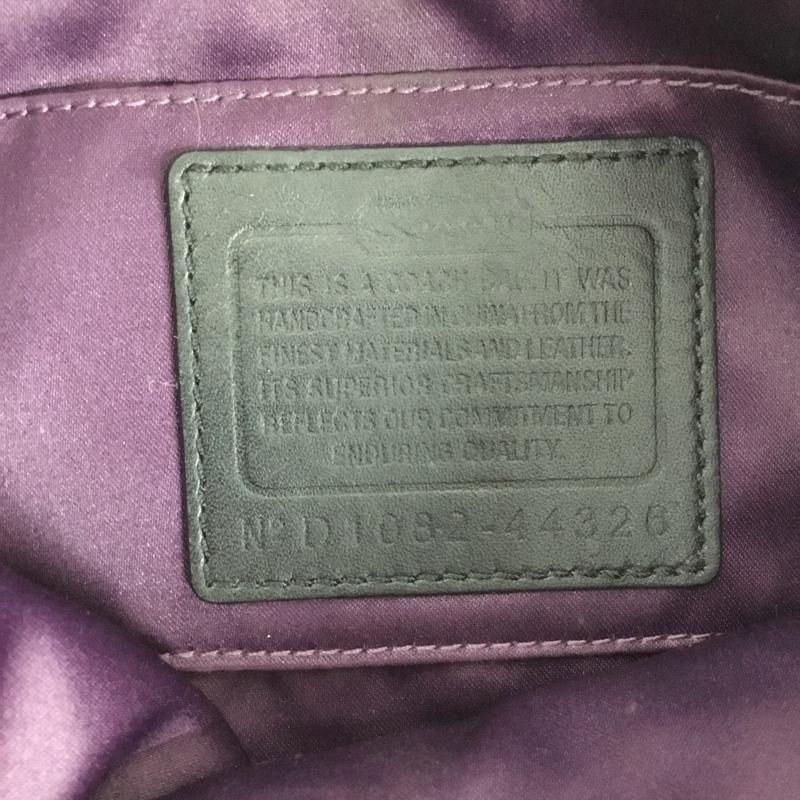 THIS IS A COACH BAG. IT WAS
HANDCRAFTED IN CHINA FROM THE
FINEST MATERIALS AND LEATHER.
ITS SUPERIOR CRAFTSMANSHIP
REFLECTS OUR COMMITMENT TO
ENDURING QUALITY.
Nº D1082-44326